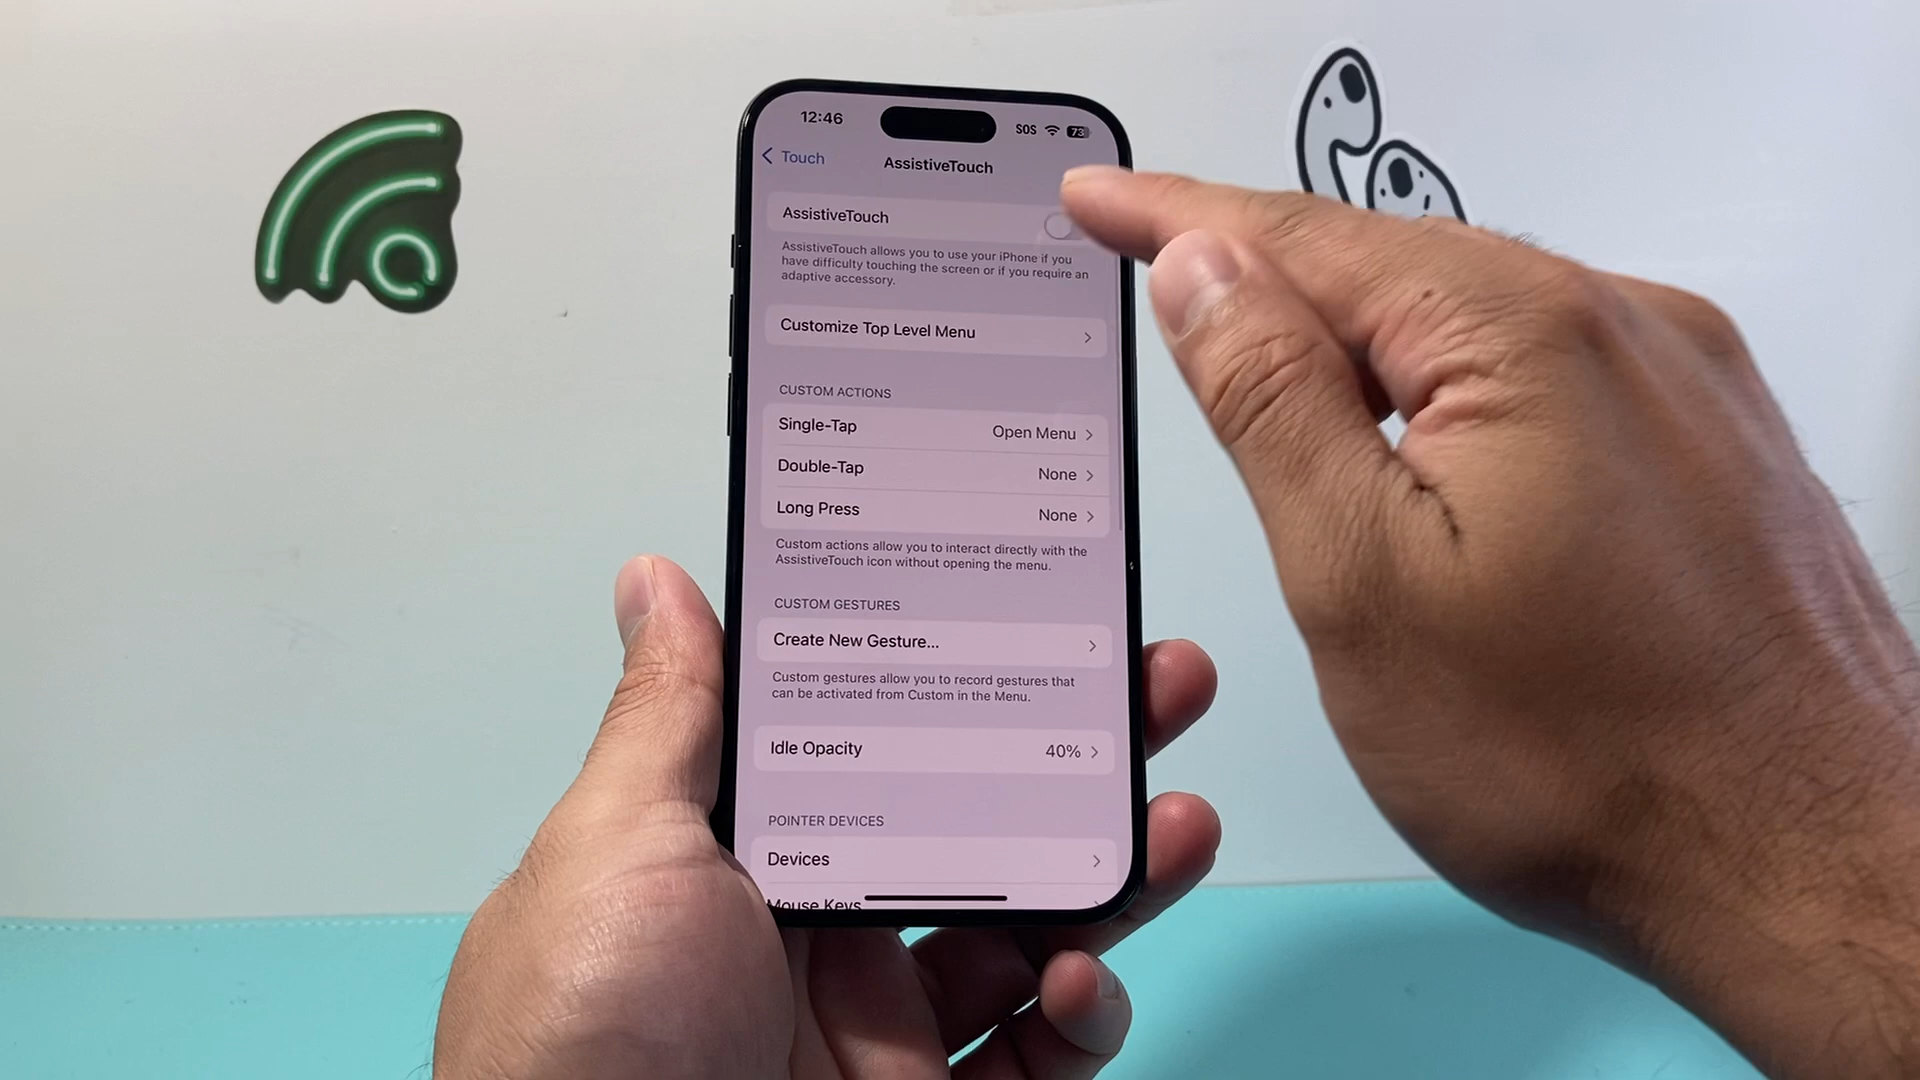 12:46
SOS
73
Touch
AssistiveTouch
AssistiveTouch
AssistiveTouch allows you to use your iPhone if you
have difficulty touching the screen or if you require an
adaptive accessory.
Customize Top Level Menu
CUSTOM ACTIONS
Single-Tap Open Menu
Double-Tap None
Long Press None
Custom actions allow you to interact directly with the
AssistiveTouch icon without opening the menu.
CUSTOM GESTURES
Create New Gesture...
Custom gestures allow you to record gestures that
can be activated from Custom in the Menu.
Idle Opacity 40%
POINTER DEVICES
Devices
Mouse Keys